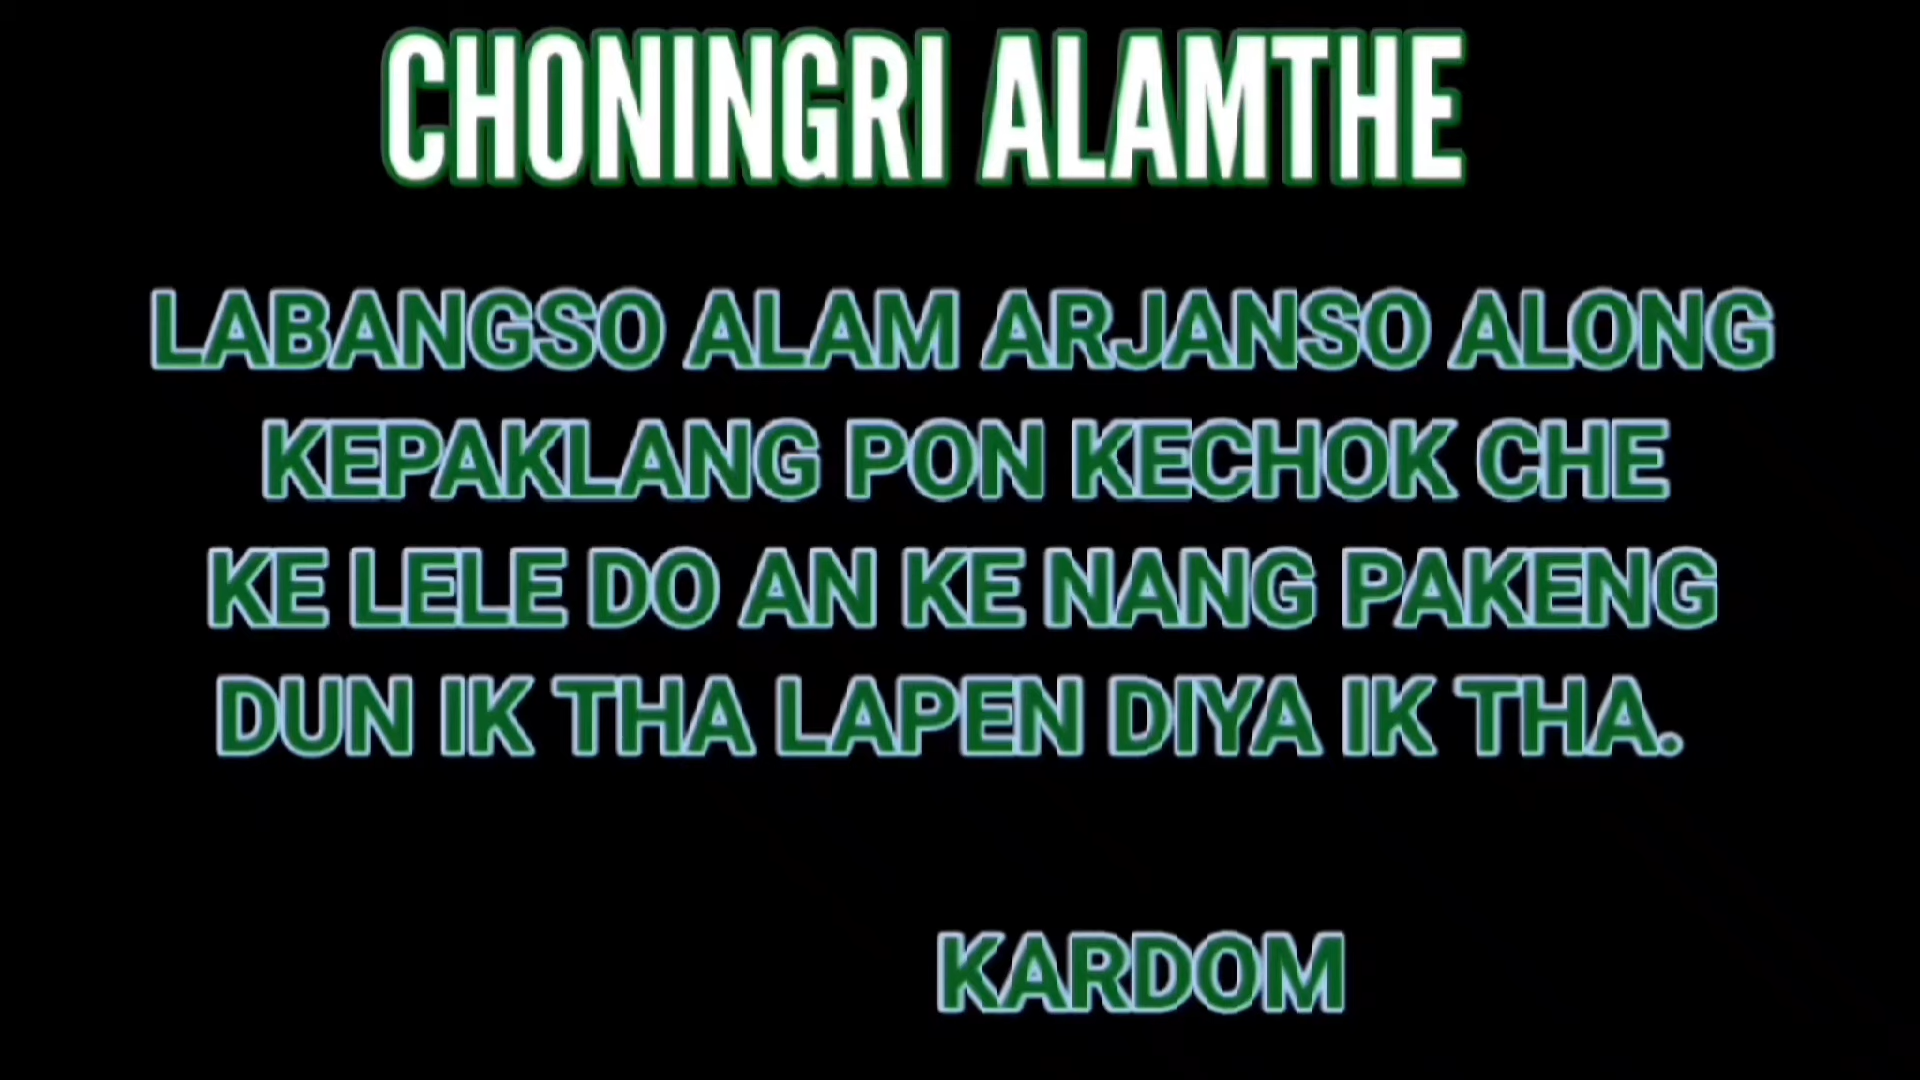 CHONINGRI ALAMTHE
LABANGSO ALAM ARJANSO ALONG
KEPAKLANG PON KECHOK CHE
KE LELE DO AN KE NANG PAKENG
DUN IK THA LAPEN DIYA IK THA.
KARDOM